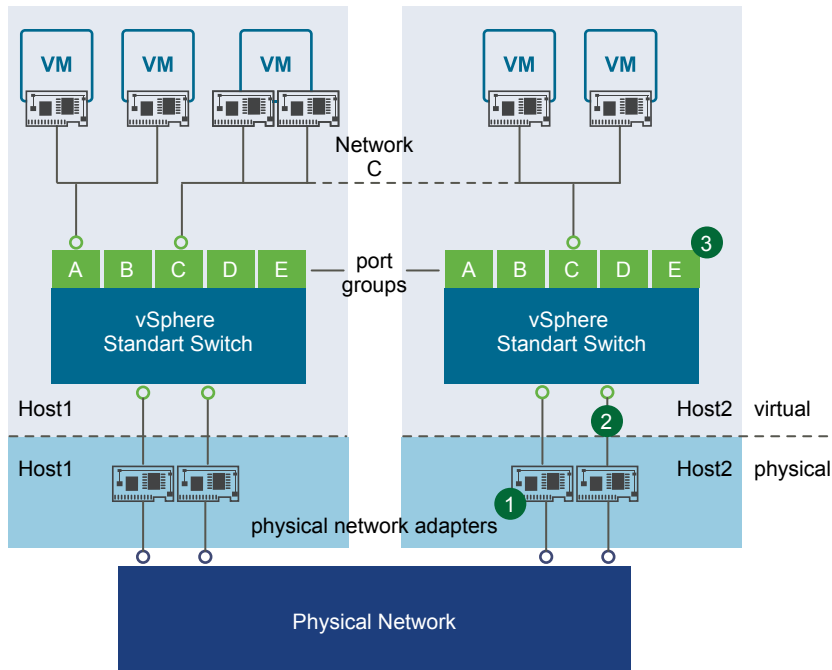 VM VM VM VM VM
Network
C
A B C D E
port
groups
A B C D E
3
vSphere
Standart Switch
vSphere
Standart Switch
Host1
2
Host2 virtual
Host1
Host2 physical
1
physical network adapters
Physical Network